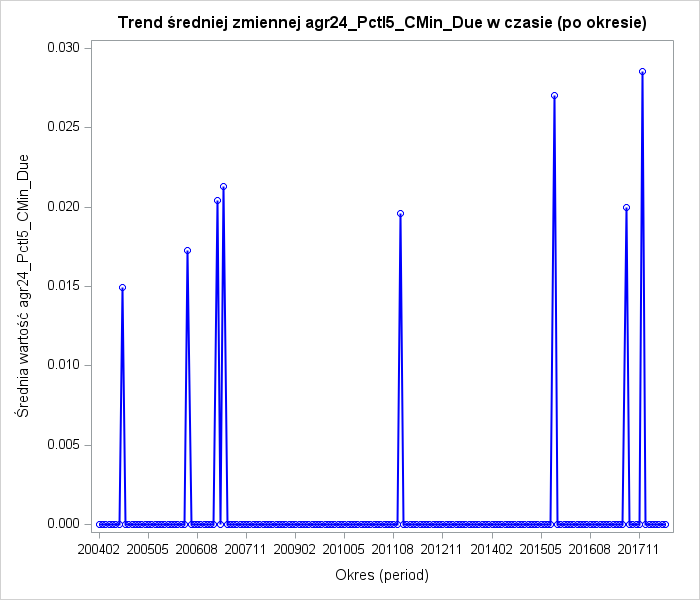 Trend średniej zmiennej agr24_Pctl5_CMin_Due w czasie (po okresie)
Średnia wartość agr24_Pctl5_CMin_Due
0.030
0.025
0.020
0.015
0.010
0.005
0.000
200402 200505 200608 200711 200902 201005 201108 201211 201402 201505 201608 201711
Okres (period)